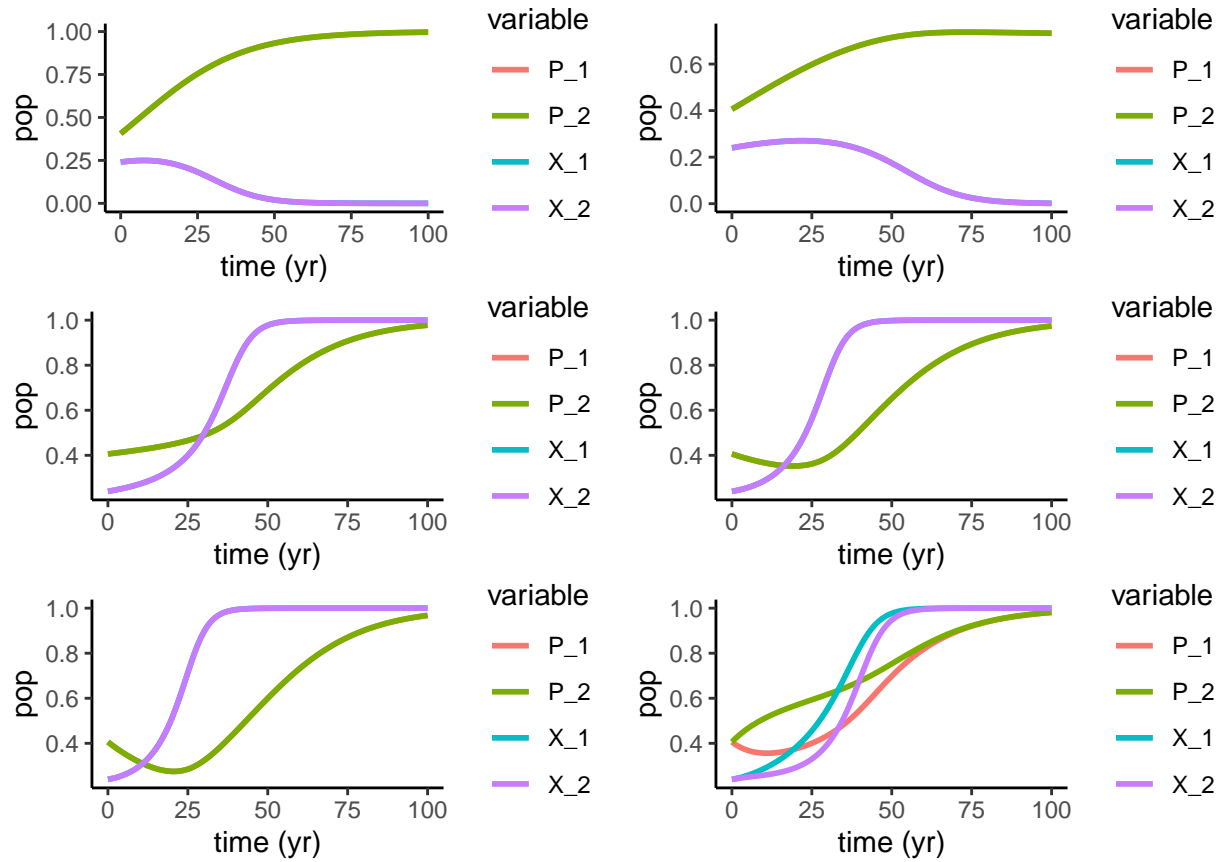 pop
1.00
0.75
0.50
0.25
0.00
0 25 50 75 100
time (yr)
variable
P_1
P_2
X_1
X_2
pop
0.6
0.4
0.2
0.0
0 25 50 75 100
time (yr)
variable
P_1
P_2
X_1
X_2
pop
1.0
0.8
0.6
0.4
0 25 50 75 100
time (yr)
variable
P_1
P_2
X_1
X_2
pop
1.0
0.8
0.6
0.4
0 25 50 75 100
time (yr)
variable
P_1
P_2
X_1
X_2
pop
1.0
0.8
0.6
0.4
0 25 50 75 100
time (yr)
variable
P_1
P_2
X_1
X_2
pop
1.0
0.8
0.6
0.4
0 25 50 75 100
time (yr)
variable
P_1
P_2
X_1
X_2